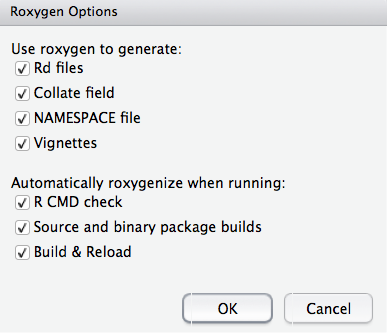 Roxygen Options
Use roxygen to generate:
Rd files
Collate field
NAMESPACE file
Vignettes
Automatically roxygenize when running:
R CMD check
Source and binary package builds
Build & Reload
OK
Cancel